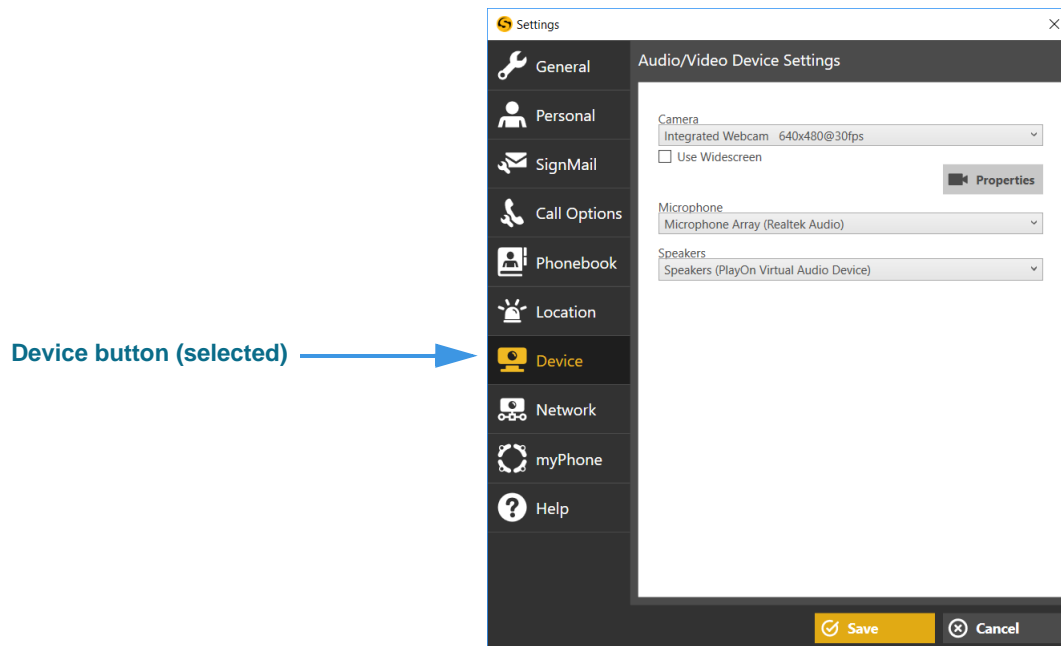 Settings
General
Personal
SignMail
Call Options
Phonebook
Location
Device button (selected)
Device
Network
myPhone
Help
Audio/Video Device Settings
Camera
Integrated Webcam 640x480@30fps
Use Widescreen
Properties
Microphone
Microphone Array (Realtek Audio)
Speakers
Speakers (PlayOn Virtual Audio Device)
Save
Cancel